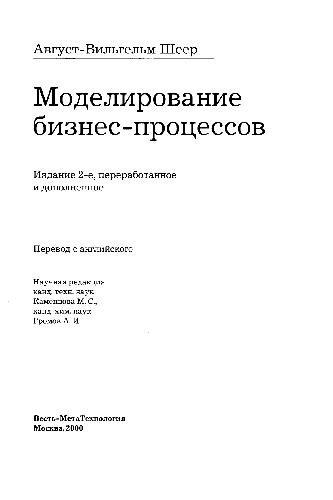 Август-Вильгельм Шеер
Моделирование
бизнес-процессов
Издание 2-е, переработанное
и дополненное
Перевод с английского
Научная редакция
канд. техн. наук
Каменнова М. С.,
канд. хим. наук
Громов А. И.
Весть-МетаТехнология
Москва, 2000